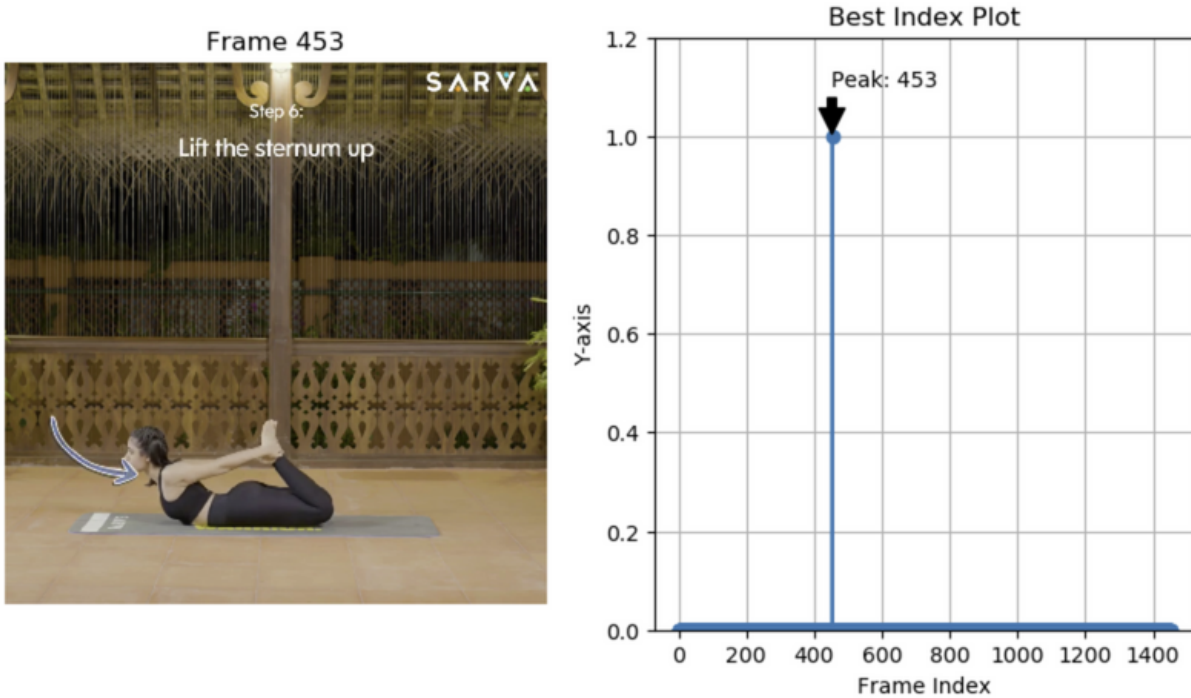 Frame 453
SARVA
Step 6:
Lift the sternum up
Best Index Plot
1.2
Peak: 453
1.0
0.8
0.6
0.4
0.2
0.0
Y-axis
0 200 400 600 800 1000 1200 1400
Frame Index